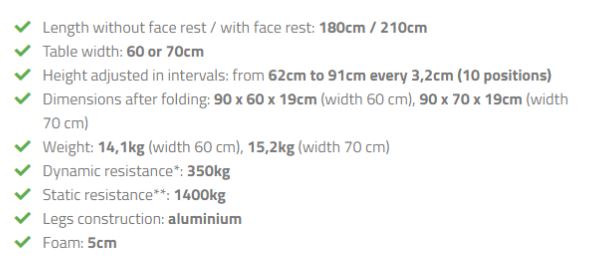 Length without face rest / with face rest: 180cm / 210cm
Table width: 60 or 70cm
Height adjusted in intervals: from 62cm to 91cm every 3,2cm (10 positions)
Dimensions after folding: 90 x 60 x 19cm (width 60 cm), 90 x 70 x 19cm (width
70 cm)
Weight: 14,1kg (width 60 cm), 15,2kg (width 70 cm)
Dynamic resistance*: 350kg
Static resistance**: 1400kg
Legs construction: aluminium
Foam: 5cm